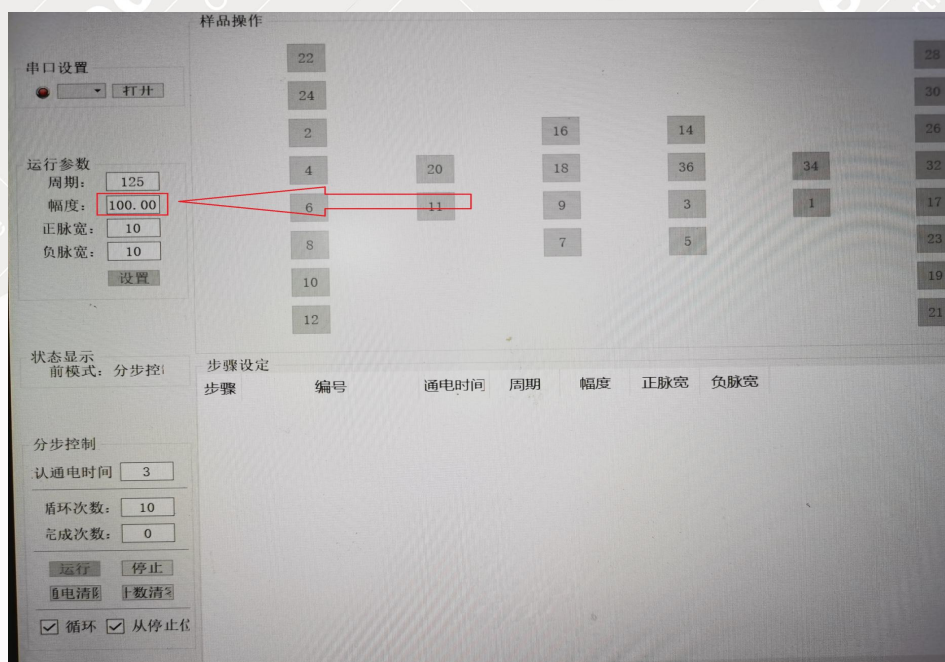 样品操作
串口设置
打开
运行参数
周期： 125
幅度： 100.00
正脉宽： 10
负脉宽： 10
设置
22
24
2
4
6
8
10
12
20
11
16
18
9
7
14
36
3
5
34
1
28
30
26
32
17
23
19
21
状态显示
前模式：分步控
步骤设定
步骤 编号 通电时间 周期 幅度 正脉宽 负脉宽
分步控制
认通电时间 3
循环次数： 10
完成次数： 0
运行 停止
电清 数清
循环 从停止位